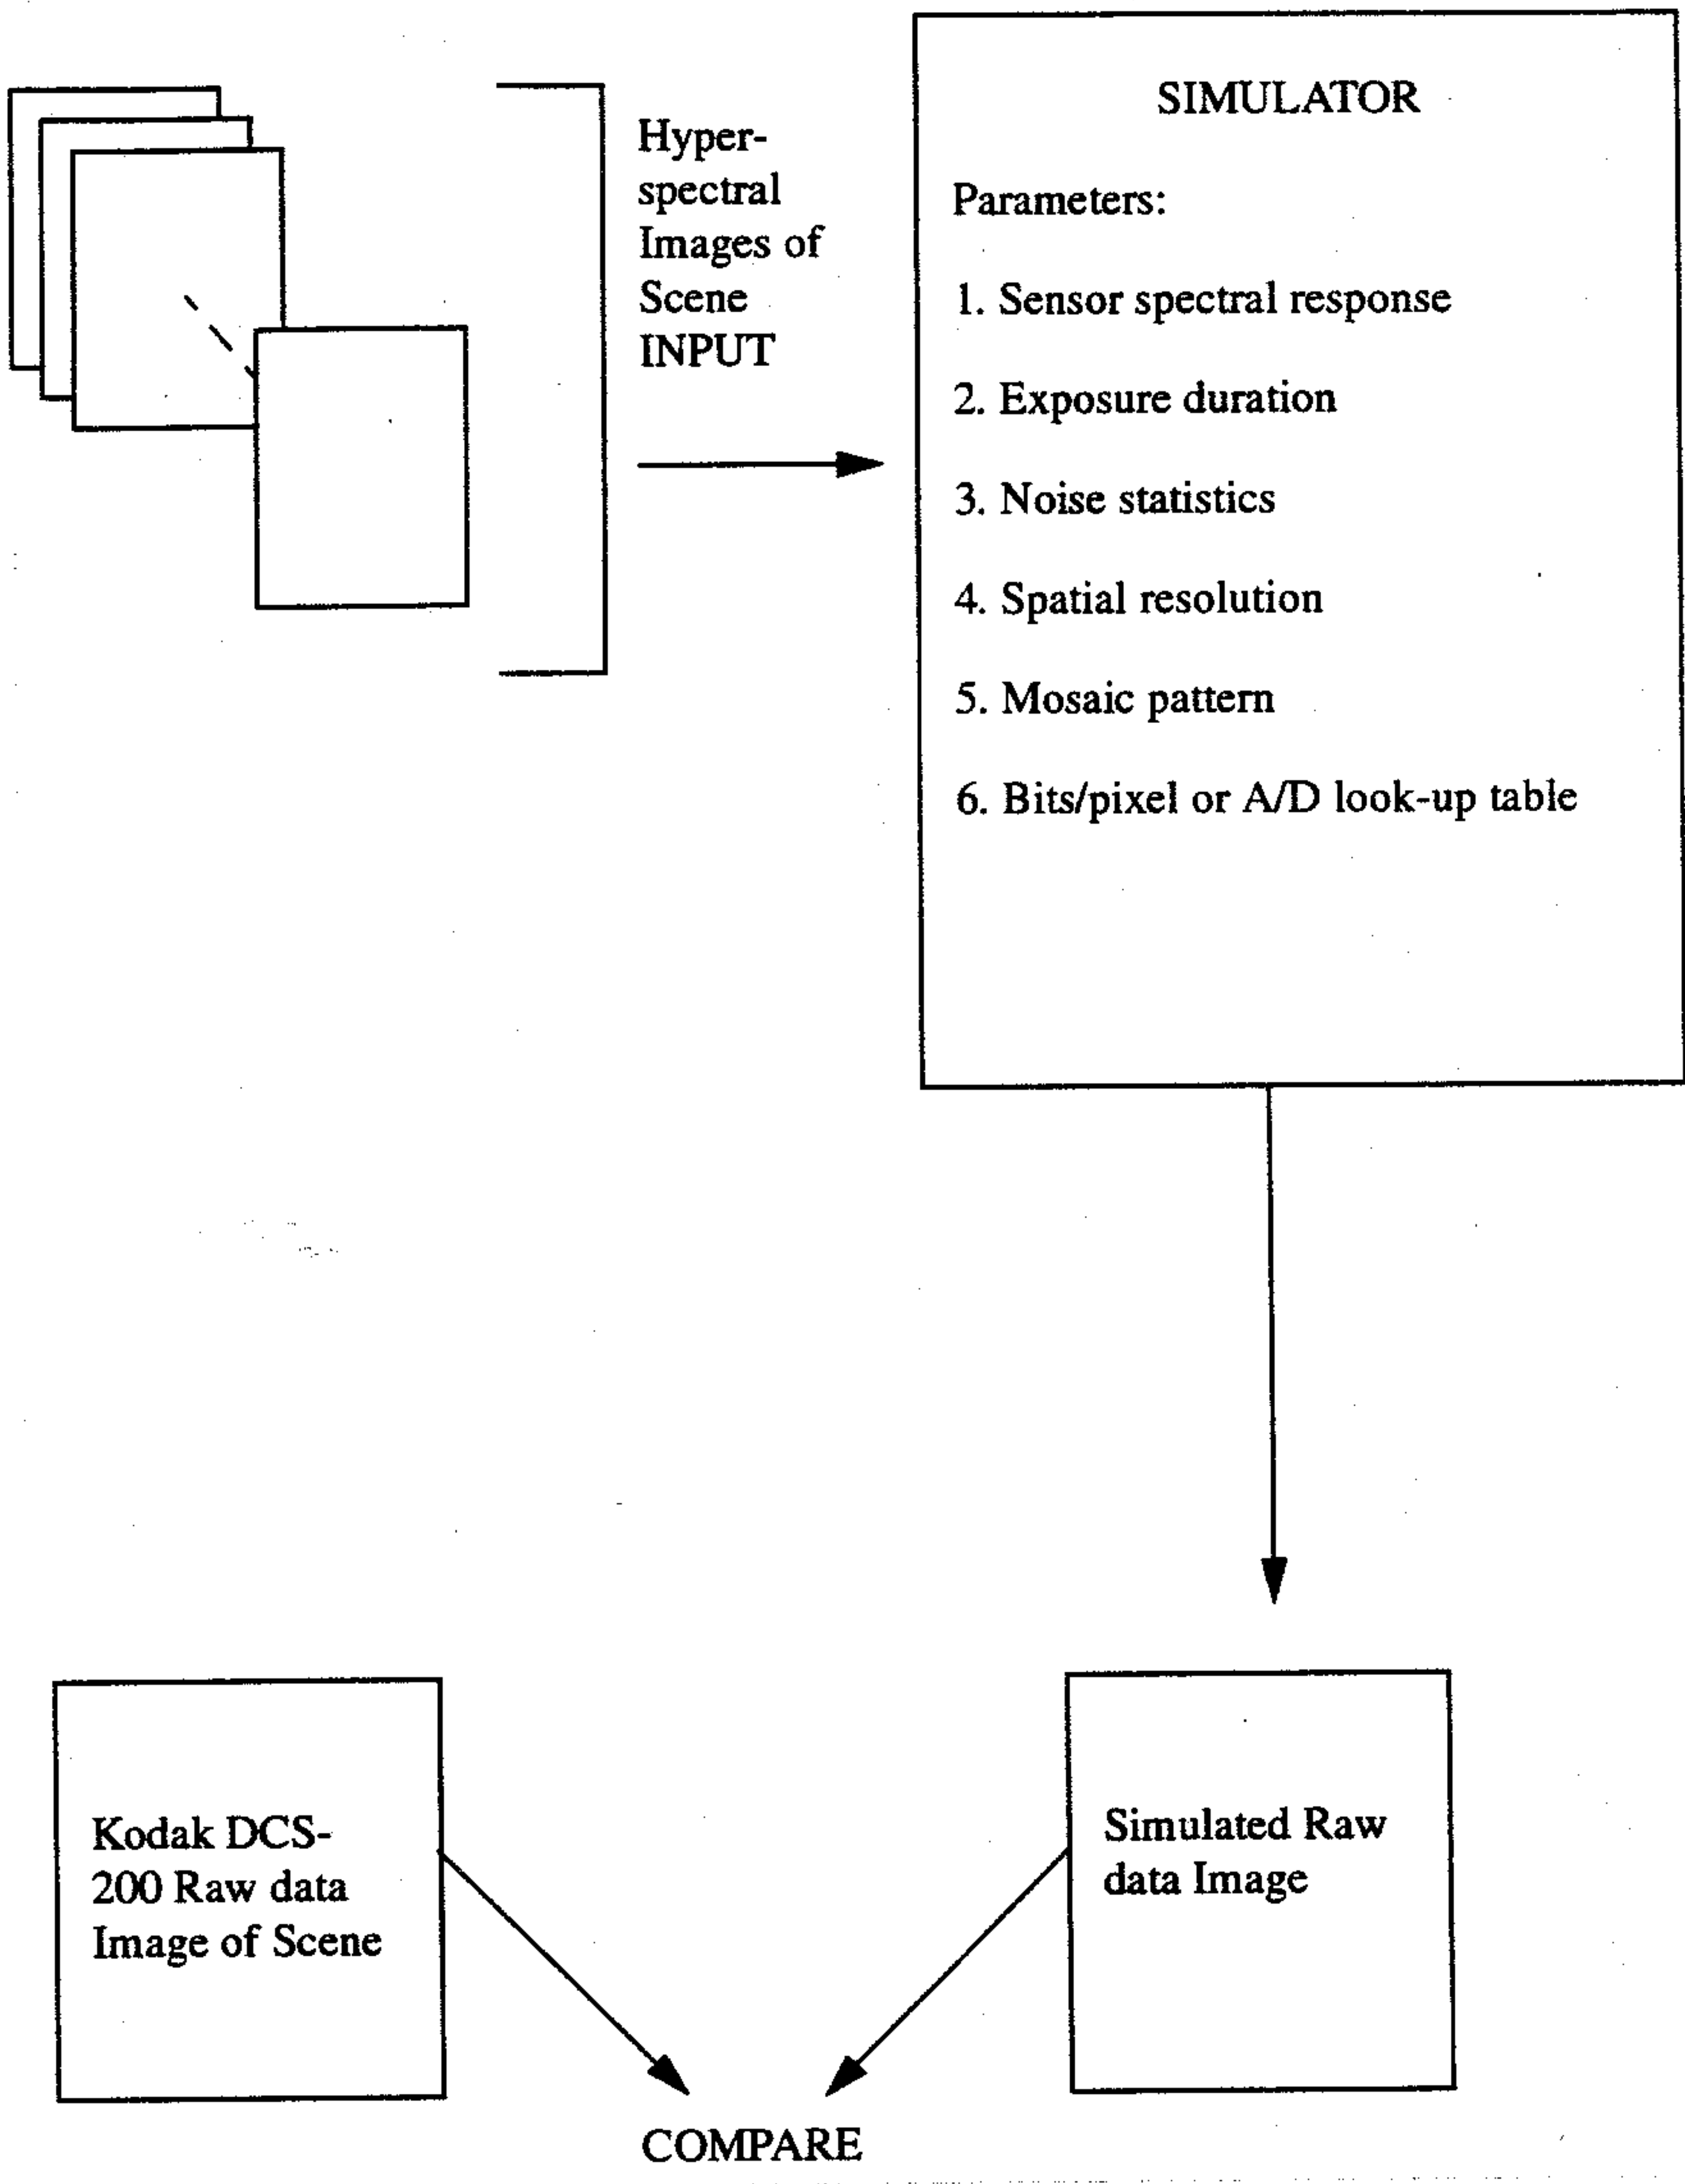 Hyper-
spectral
Images of
Scene
INPUT
SIMULATOR
Parameters:
1. Sensor spectral response
2. Exposure duration
3. Noise statistics
4. Spatial resolution
5. Mosaic pattern
6. Bits/pixel or A/D look-up table
Kodak DCS-
200 Raw data
Image of Scene
Simulated Raw
data Image
COMPARE